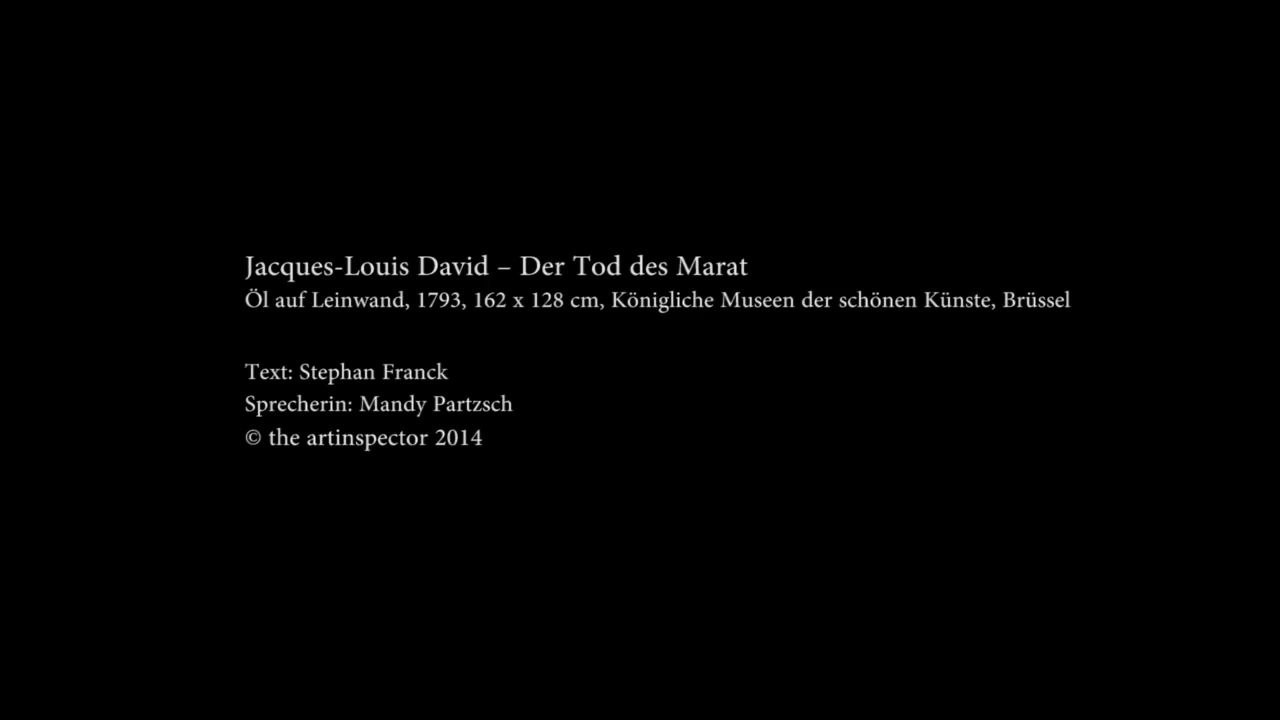 Jacques-Louis David – Der Tod des Marat
Öl auf Leinwand, 1793, 162 x 128 cm, Königliche Museen der schönen Künste, Brüssel
Text: Stephan Franck
Sprecherin: Mandy Partzsch
© the artinspector 2014